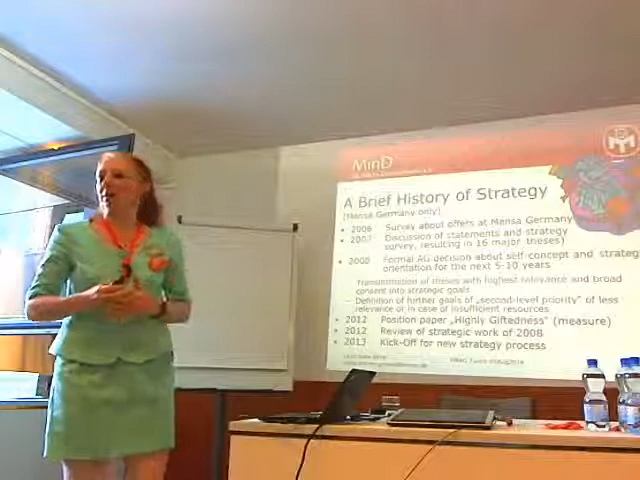 MinD
A Brief History of Strategy
(Mensa Germany only)
• 2006 Survey about offers at Mensa Germany
• 2007 Discussion of statements and strategy
survey, resulting in 16 major theses)
• 2008 Formal AG decision about self-concept and strateg
orientation for the next 5-10 years
Transformation of theses with highest relevance and broad
consent into strategic goals
– Definition of further goals of „second-level priority" of less
relevance or in case of insufficient resources
• 2012 Position paper „Highly Giftedness" (measure)
• 2012 Review of strategic work of 2008
• 2013 Kick-Off for new strategy process